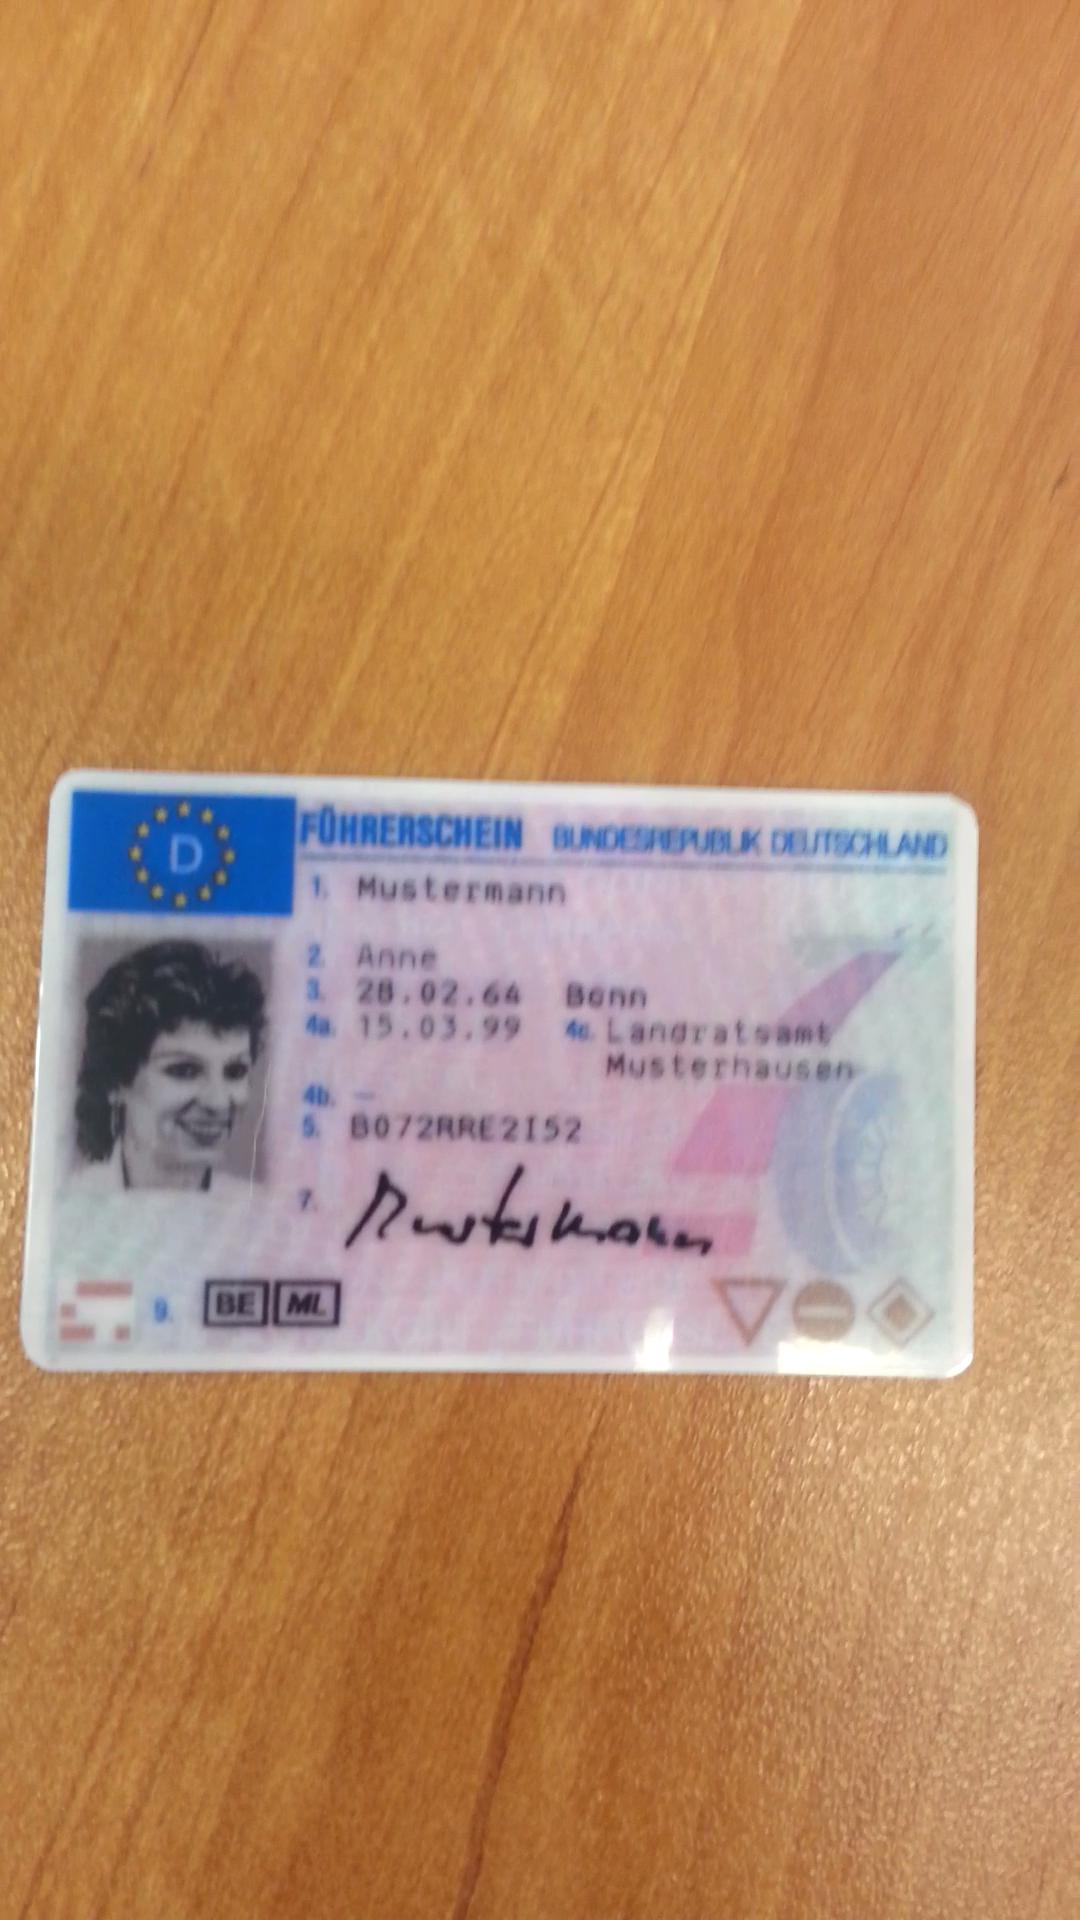 D
FÜHRERSCHEIN BUNDESREPUBLIK DEUTSCHLAND
1. Mustermann
2. Anne
3. 28.02.64 Bonn
4a. 15.03.99 4c. Landratsamt
Musterhausen
4b. –
5. B072RRE2I52
7. Mustermann
9. BE ML